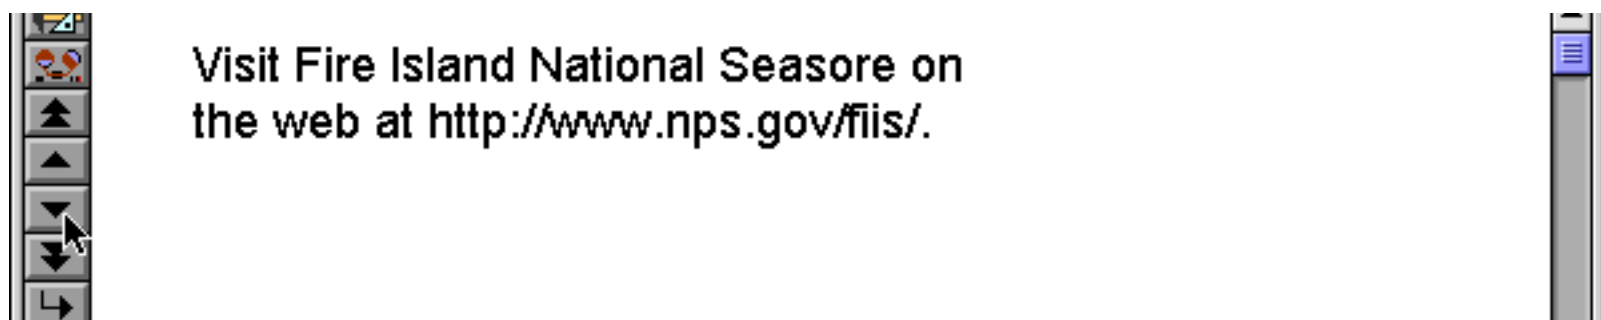 Visit Fire Island National Seasore on
the web at http://www.nps.gov/fiis/.